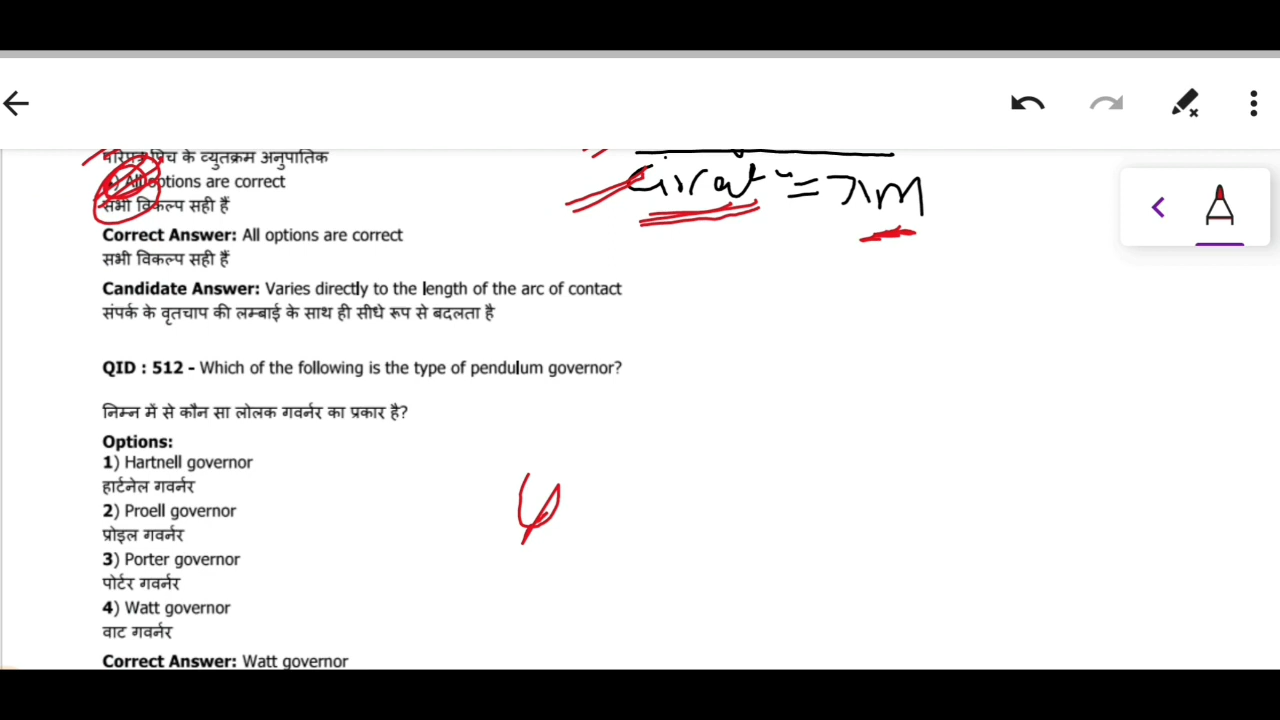 परिपत्र प्रिच के व्युतक्रम अनुपातिक
All options are correct
सभी विकल्प सही हैं
Correct Answer: All options are correct
सभी विकल्प सही हैं
Candidate Answer: Varies directly to the length of the arc of contact
संपर्क के वृतचाप की लम्बाई के साथ ही सीधे रूप से बदलता है
= πm
QID : 512 - Which of the following is the type of pendulum governor?
निम्न में से कौन सा लोलक गवर्नर का प्रकार है?
Options:
1) Hartnell governor
हार्टनेल गवर्नर
2) Proell governor
प्रोइल गवर्नर
3) Porter governor
पोर्टर गवर्नर
4) Watt governor
वाट गवर्नर
Correct Answer: Watt governor